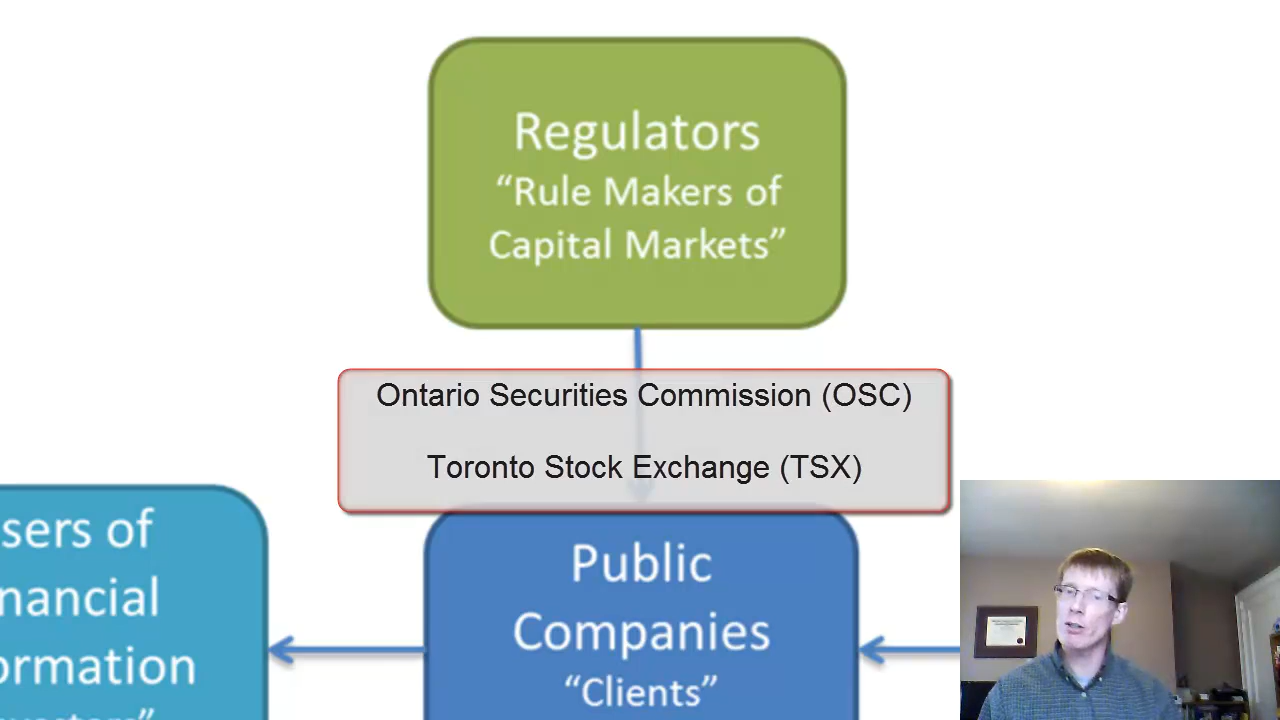 Regulators
“Rule Makers of
Capital Markets”
Ontario Securities Commission (OSC)
Toronto Stock Exchange (TSX)
sers of
nancial
ormation
Public
Companies
“Clients”